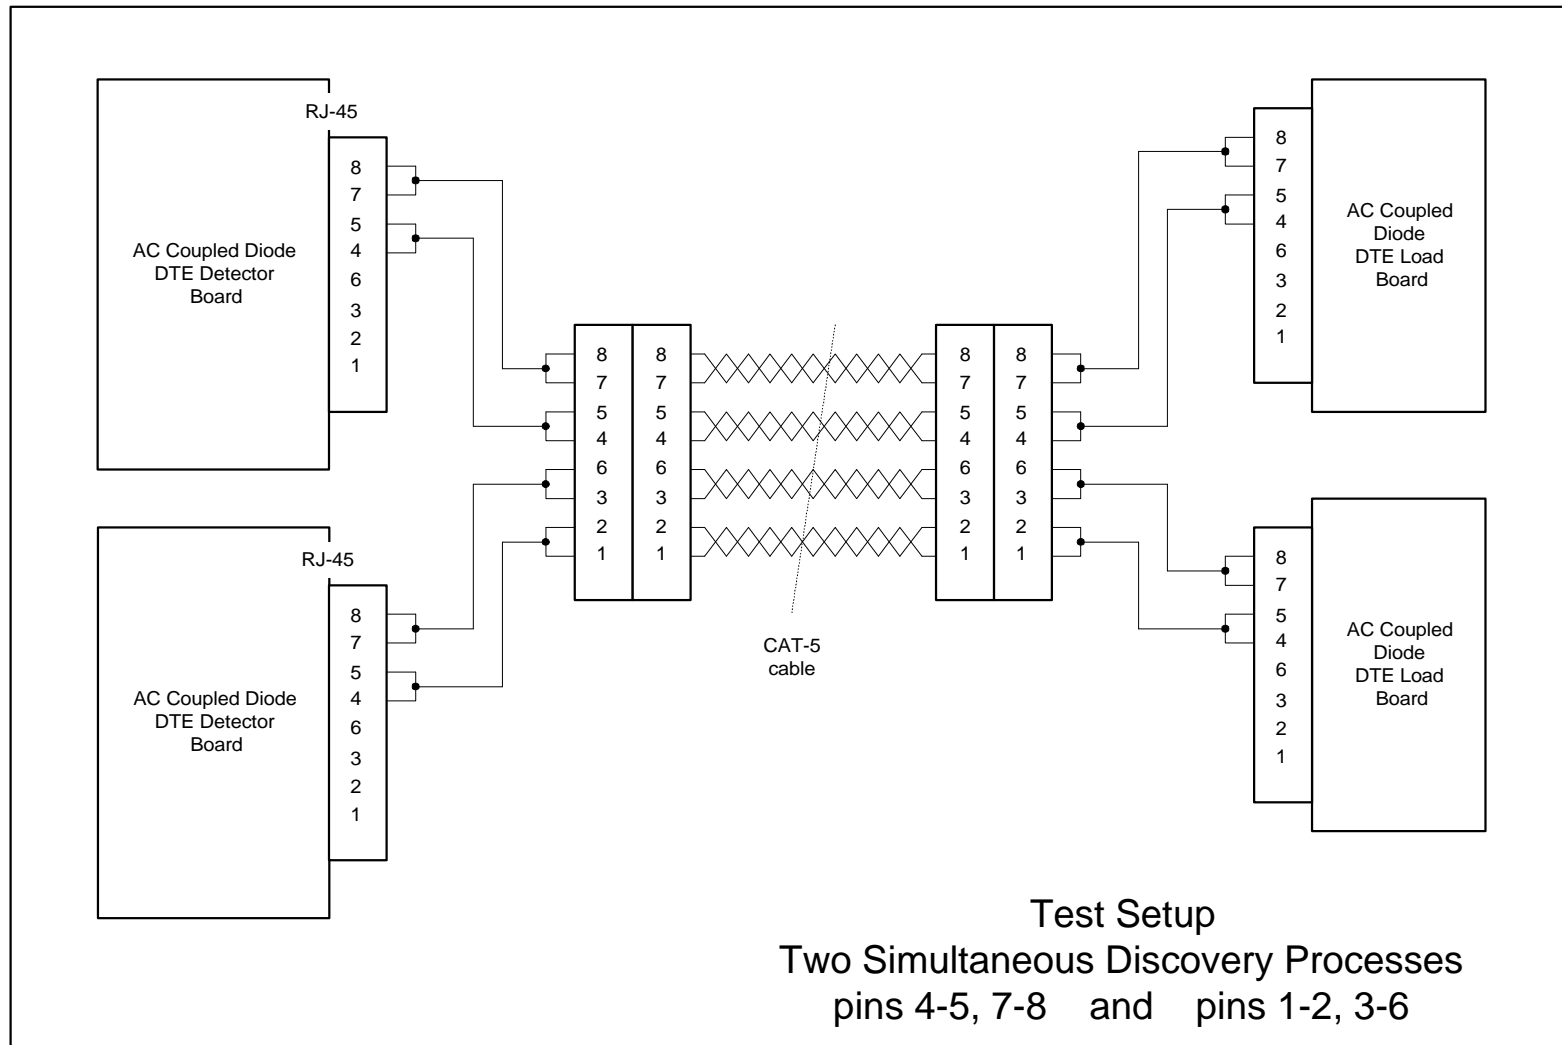 RJ-45
8
7
5
4
6
3
2
1
AC Coupled Diode
DTE Detector
Board
RJ-45
8
7
5
4
6
3
2
1
AC Coupled Diode
DTE Detector
Board
8 8
7 7
5 5
4 4
6 6
3 3
2 2
1 1
CAT-5
cable
8 8
7 7
5 5
4 4
6 6
3 3
2 2
1 1
8
7
5
4
6
3
2
1
AC Coupled
Diode
DTE Load
Board
8
7
5
4
6
3
2
1
AC Coupled
Diode
DTE Load
Board
Test Setup
Two Simultaneous Discovery Processes
pins 4-5, 7-8 and pins 1-2, 3-6